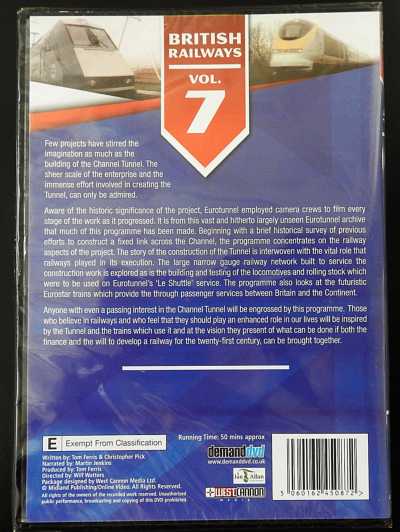 BRITISH
RAILWAYS
VOL.
7
Few projects have stirred the
imagination as much as the
building of the Channel Tunnel. The
sheer scale of the enterprise and the
immense effort involved in creating the
Tunnel, can only be admired.
Aware of the historic significance of the project, Eurotunnel employed camera crews to film every
stage of the work as it progressed. It is from this vast and hitherto largely unseen Eurotunnel archive
that much of this programme has been made. Beginning with a brief historical survey of previous
efforts to construct a fixed link across the Channel, the programme concentrates on the railway
aspects of the project. The story of the construction of the Tunnel is interwoven with the vital role that
railways played in its execution. The large narrow gauge railway network built to service the
construction work is explored as is the building and testing of the locomotives and rolling stock which
were to be used on Eurotunnel's 'Le Shuttle' service. The programme also looks at the futuristic
Eurostar trains which provide the through passenger services between Britain and the Continent.
Anyone with even a passing interest in the Channel Tunnel will be engrossed by this programme. Those
who believe in railways and who feel that they should play an enhanced role in our lives will be inspired
by the Tunnel and the trains which use it and at the vision they present of what can be done if both the
finance and the will to develop a railway for the twenty-first century, can be brought together.
E Exempt From Classification
Running Time: 50 mins approx
Written by: Tom Ferris & Christopher Pick
Narrated by: Martin Jenkins
Produced by: Tom Ferris
Directed by: Wilf Watters
Package designed by West Cannon Media Ltd.
© Midland Publishing/Online Video. All Rights Reserved.
All rights of the owners of the recorded work reserved. Unauthorized
public performance, broadcasting and copying of this DVD prohibited.
demanddvd
www.demanddvd.co.uk
Ian Allan
WESTCANNON
MEDIA
5 060162 450872 >